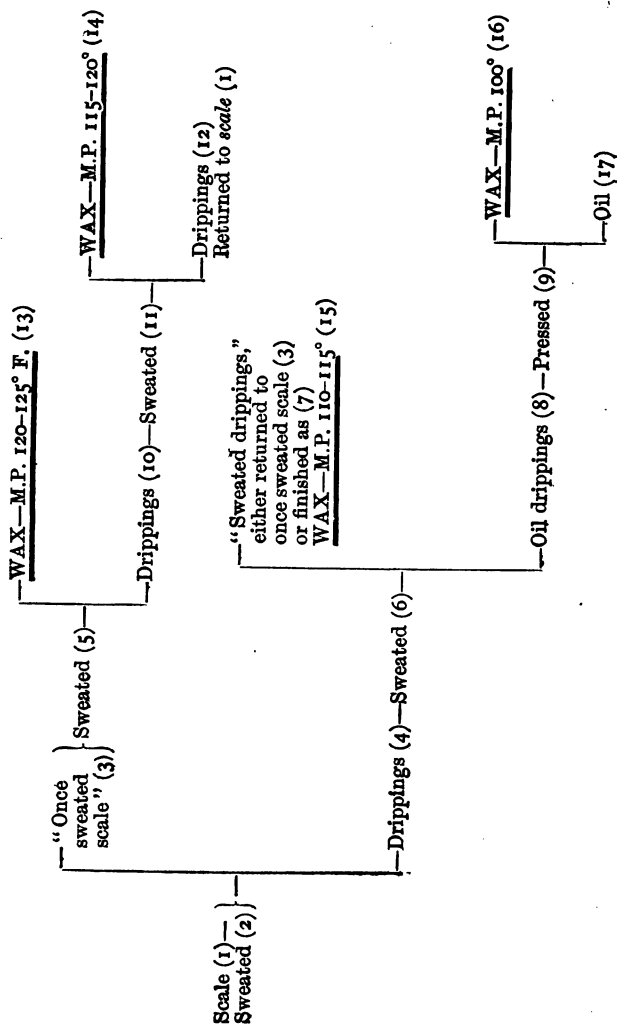 Scale (1)—
Sweated (2)
—"Once
sweated
scale" (3)
Sweated (5)—
—WAX—M.P. 120-125° F. (13)
—Drippings (10)—Sweated (11)—
—WAX—M.P. 115-120° (14)
—Drippings (12)
Returned to scale (1)
—Drippings (4)—Sweated (6)—
—"Sweated drippings,"
either returned to
once sweated scale (3)
or finished as (7)
WAX—M.P. 110-115° (15)
—Oil drippings (8)—Pressed (9)—
—WAX—M.P. 100° (16)
—Oil (17)